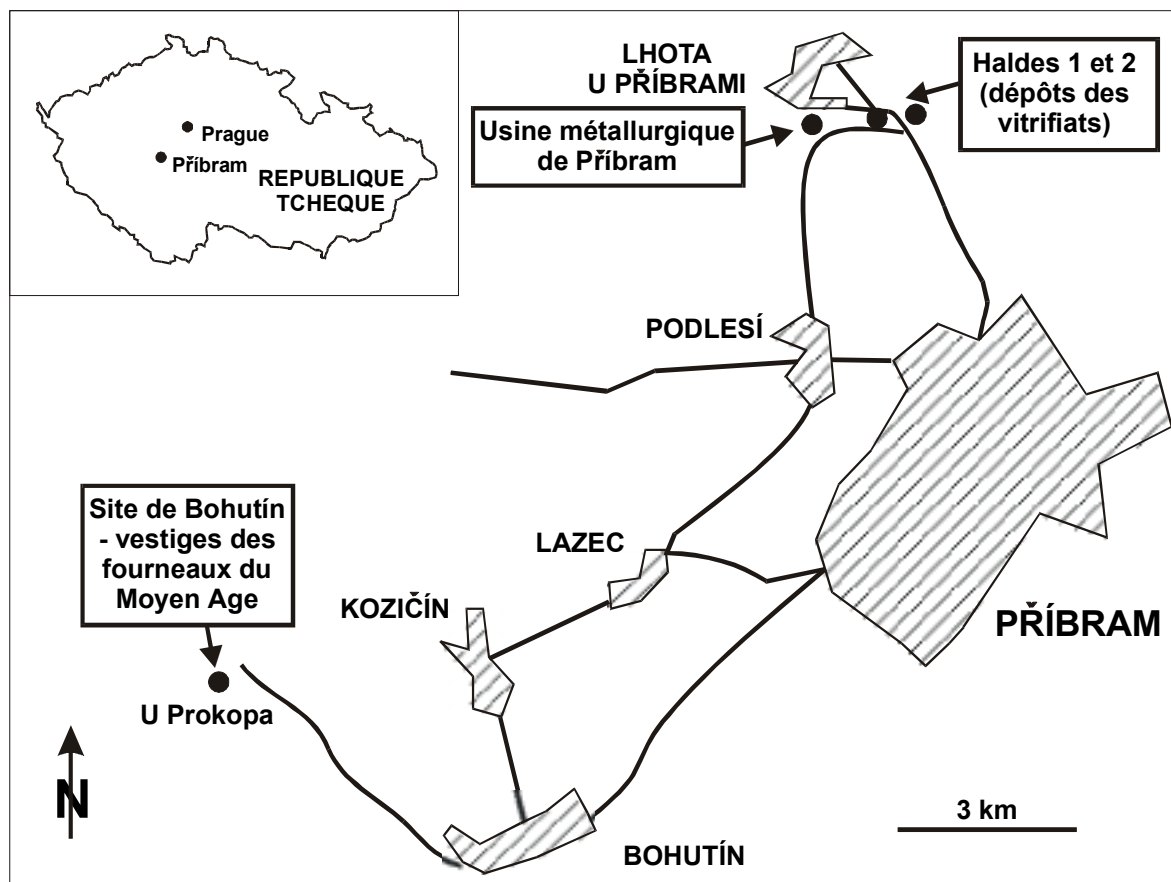 Prague
Příbram
REPUBLIQUE
TCHEQUE
LHOTA
U PŘÍBRAMI
Haldes 1 et 2
(dépôts des
vitrifiats)
Usine métallurgique
de Příbram
PODLESÍ
Site de Bohutín
- vestiges des
fourneaux du
Moyen Age
LAZEC
KOZIČÍN
PŘÍBRAM
U Prokopa
N
3 km
BOHUTÍN